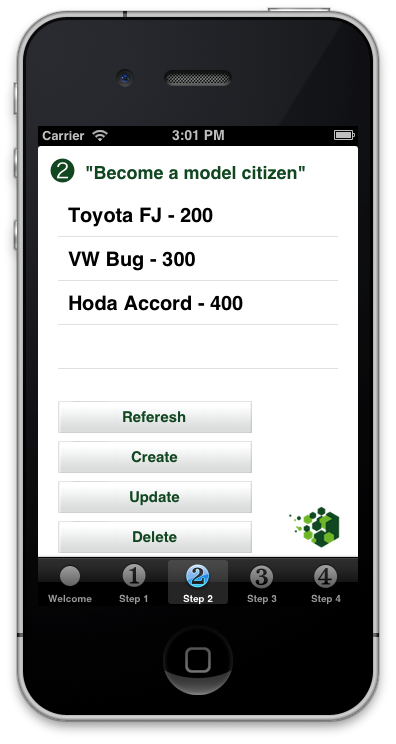 Carrier 3:01 PM
2 "Become a model citizen"
Toyota FJ - 200
VW Bug - 300
Hoda Accord - 400
Referesh
Create
Update
Delete
1 2 3 4
Welcome Step 1 Step 2 Step 3 Step 4